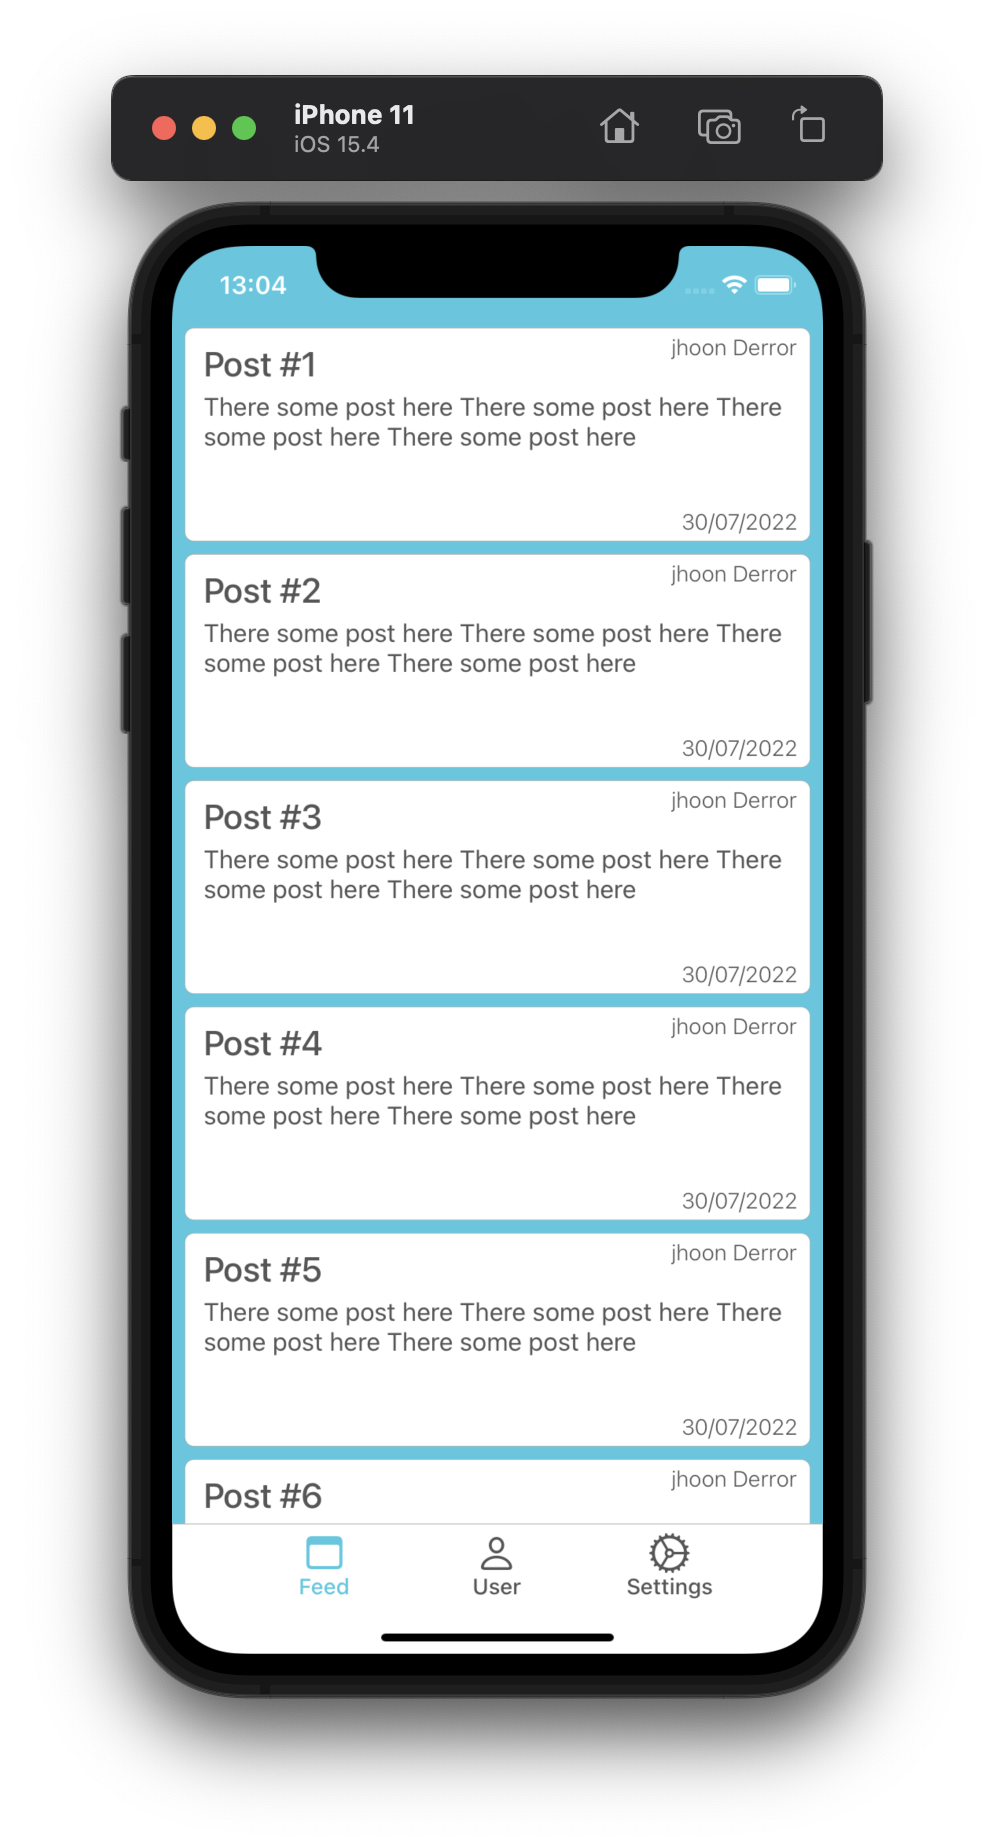 iPhone 11
iOS 15.4
13:04
jhoon Derror
Post #1
There some post here There some post here There
some post here There some post here
30/07/2022
jhoon Derror
Post #2
There some post here There some post here There
some post here There some post here
30/07/2022
jhoon Derror
Post #3
There some post here There some post here There
some post here There some post here
30/07/2022
jhoon Derror
Post #4
There some post here There some post here There
some post here There some post here
30/07/2022
jhoon Derror
Post #5
There some post here There some post here There
some post here There some post here
30/07/2022
jhoon Derror
Post #6
Feed
User
Settings